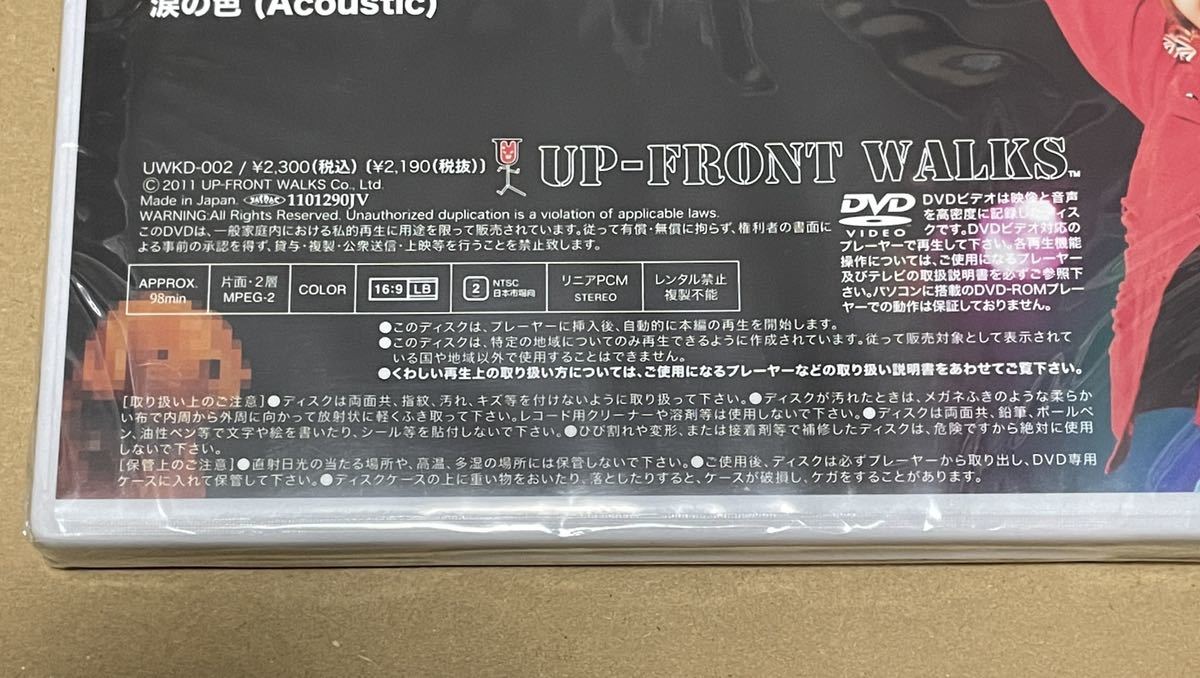 涙の色 (Acoustic)
UWKD-002 / ¥2,300(税込) (¥2,190(税抜))
UP-FRONT WALKS™
Ⓒ 2011 UP-FRONT WALKS Co., Ltd.
Made in Japan. JASRAC 1101290JV
WARNING:All Rights Reserved. Unauthorized duplication is a violation of applicable laws.
このDVDは、一般家庭内における私的再生に用途を限って販売されています。従って有償・無償に拘らず、権利者の書面に
よる事前の承認を得ず、貸与・複製・公衆送信・上映等を行うことを禁止致します。
DVD
VIDEO
DVDビデオは映像と音声
を高密度に記録したディス
クです。DVDビデオ対応の
プレーヤーで再生して下さい。各再生機能
操作については、ご使用になるプレーヤー
及びテレビの取扱説明書を必ずご参照下
さい。パソコンに搭載のDVD-ROMプレー
ヤーでの動作は保証しておりません。
APPROX. 98min
片面・2層 MPEG-2
COLOR
16:9 LB
2 NTSC 日本市場向
リニアPCM STEREO
レンタル禁止 複製不能
●このディスクは、プレーヤーに挿入後、自動的に本編の再生を開始します。
●このディスクは、特定の地域についてのみ再生できるように作成されています。従って販売対象として表示されて
いる国や地域以外で使用することはできません。
●くわしい再生上の取り扱い方については、ご使用になるプレーヤーなどの取り扱い説明書をあわせてご覧下さい。
[取り扱い上のご注意]●ディスクは両面共、指紋、汚れ、キズ等を付けないように取り扱って下さい。●ディスクが汚れたときは、メガネふきのような柔らか
い布で内周から外周に向かって放射状に軽くふき取って下さい。レコード用クリーナーや溶剤等は使用しないで下さい。●ディスクは両面共、鉛筆、ボールペ
ン、油性ペン等で文字や絵を書いたり、シール等を貼付しないで下さい。●ひび割れや変形、または接着剤等で補修したディスクは、危険ですから絶対に使用
しないで下さい。
[保管上のご注意]●直射日光の当たる場所や、高温、多湿の場所には保管しないで下さい。●ご使用後、ディスクは必ずプレーヤーから取り出し、DVD専用
ケースに入れて保管して下さい。●ディスクケースの上に重い物をおいたり、落としたりすると、ケースが破損し、ケガをすることがあります。